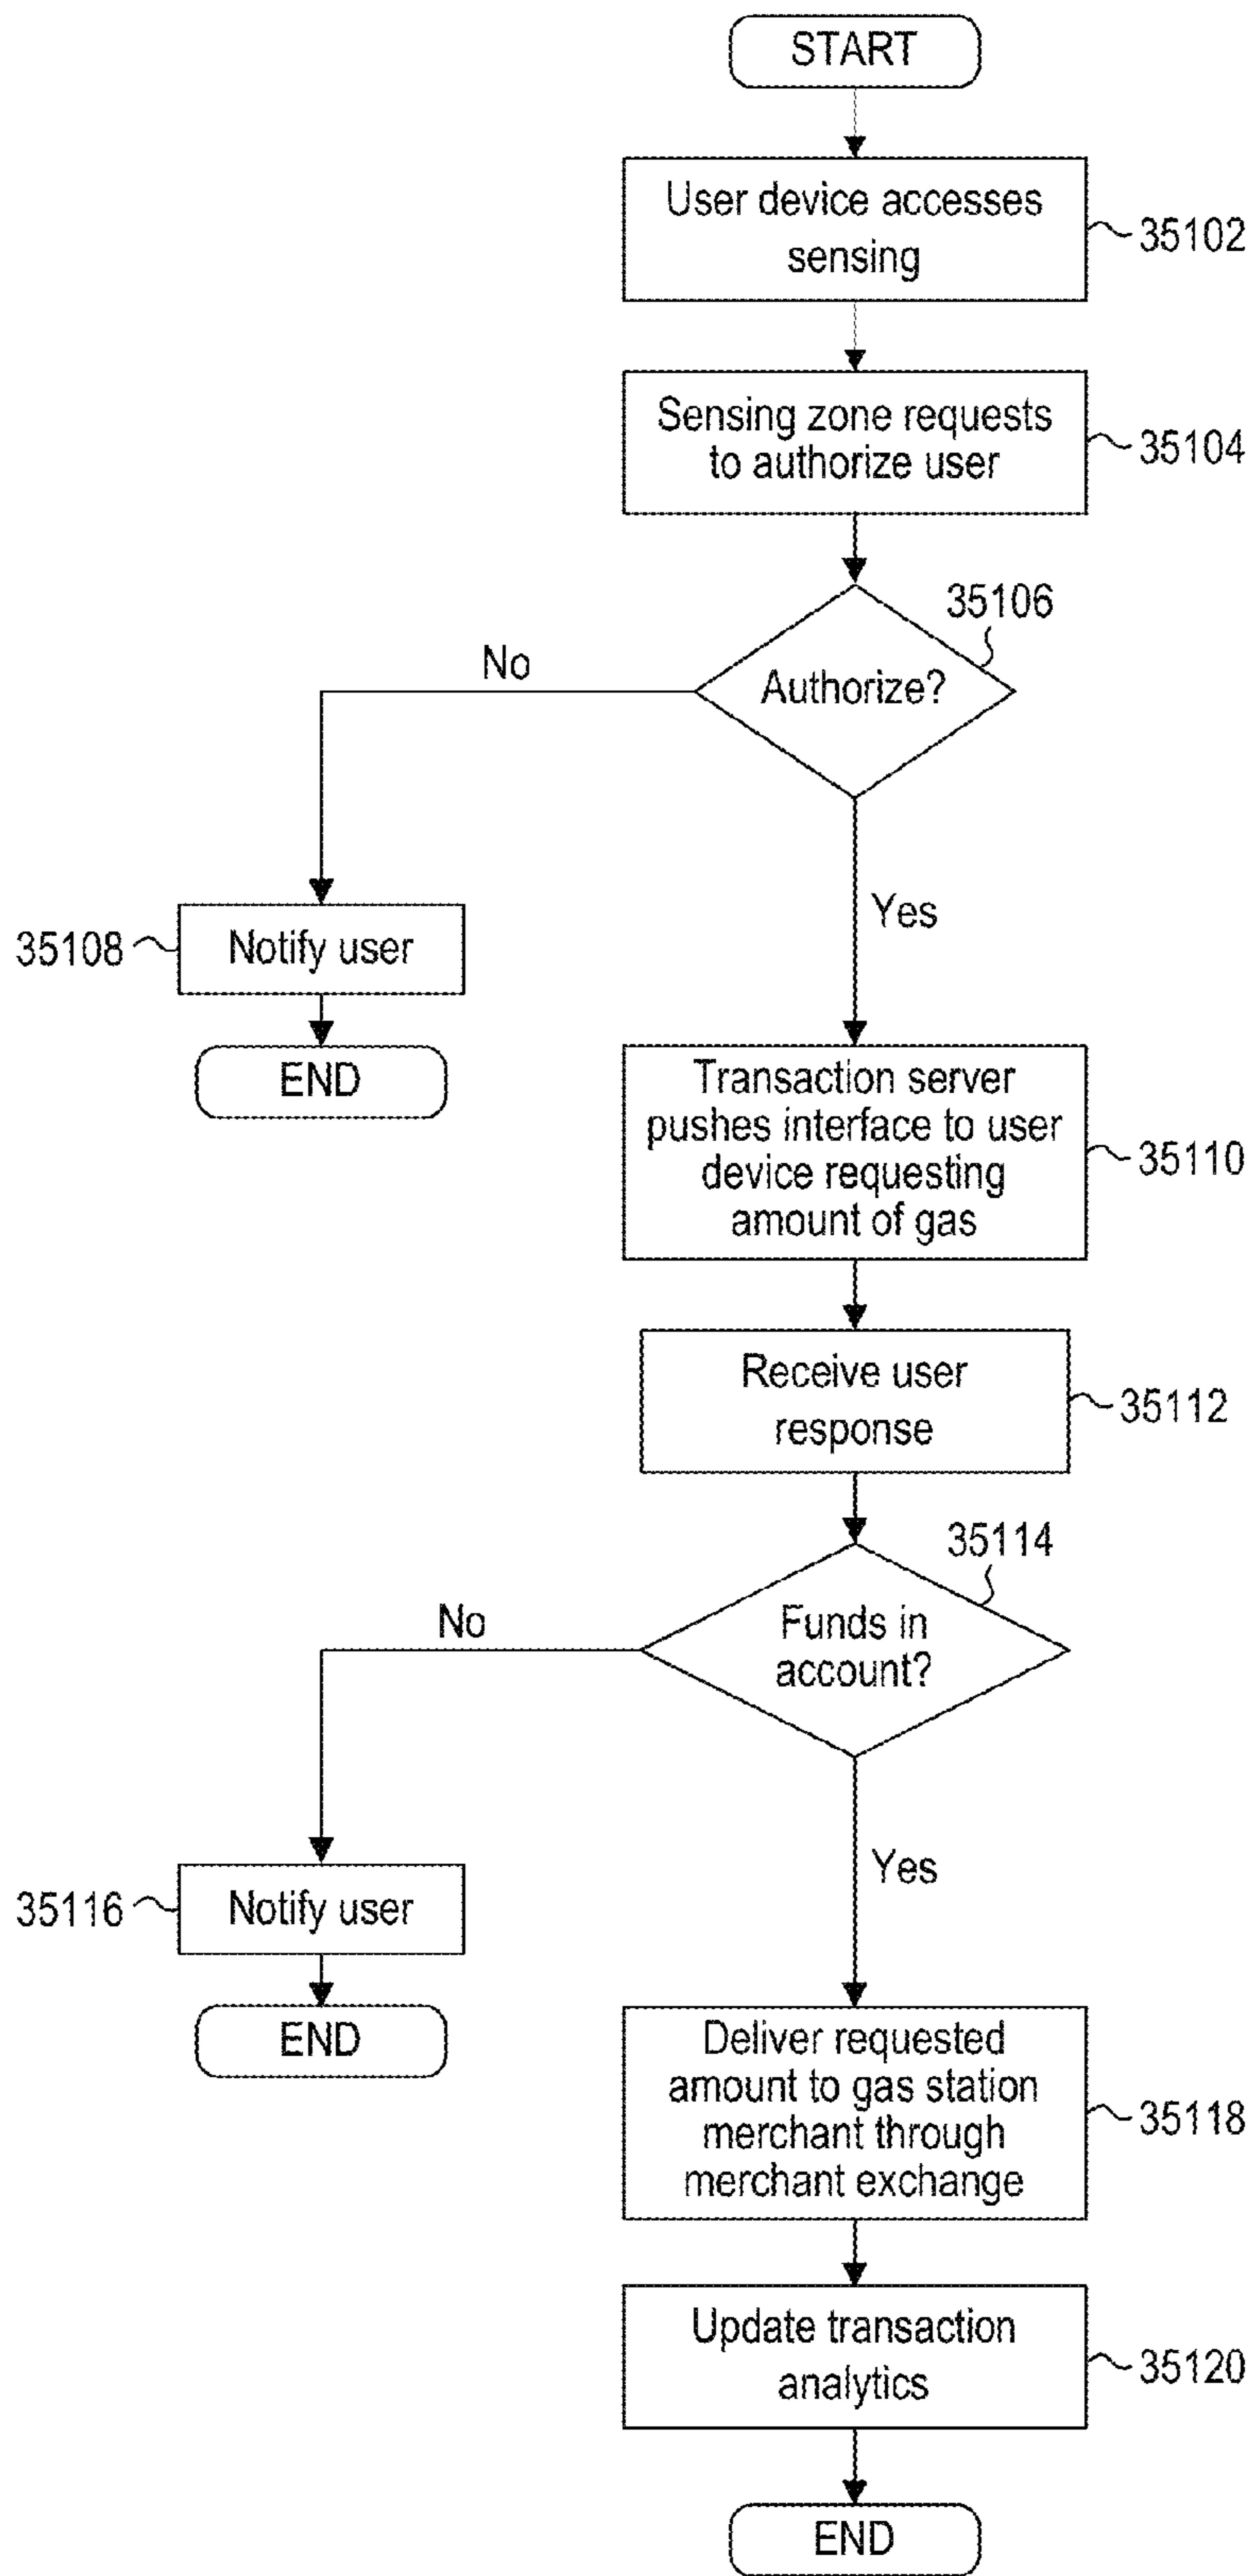 START
User device accesses
sensing
35102
Sensing zone requests
to authorize user
35104
35106
Authorize?
No
Yes
35108
Notify user
END
Transaction server
pushes interface to user
device requesting
amount of gas
35110
Receive user
response
35112
35114
Funds in
account?
No
Yes
35116
Notify user
END
Deliver requested
amount to gas station
merchant through
merchant exchange
35118
Update transaction
analytics
35120
END